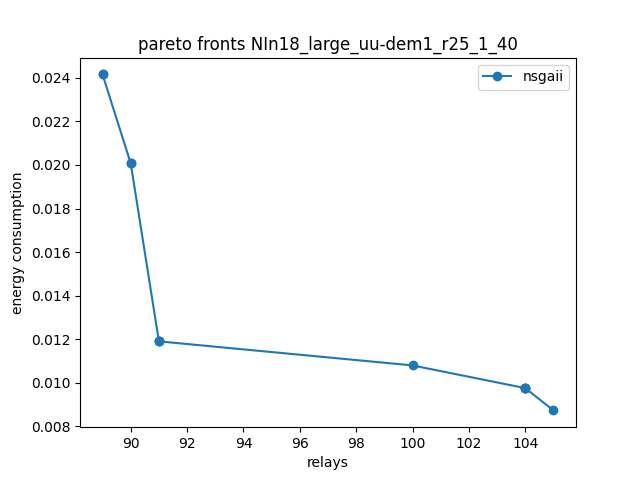 pareto fronts NIn18_large_uu-dem1_r25_1_40
nsgaii
0.024
0.022
0.020
0.018
0.016
0.014
0.012
0.010
0.008
energy consumption
90 92 94 96 98 100 102 104
relays